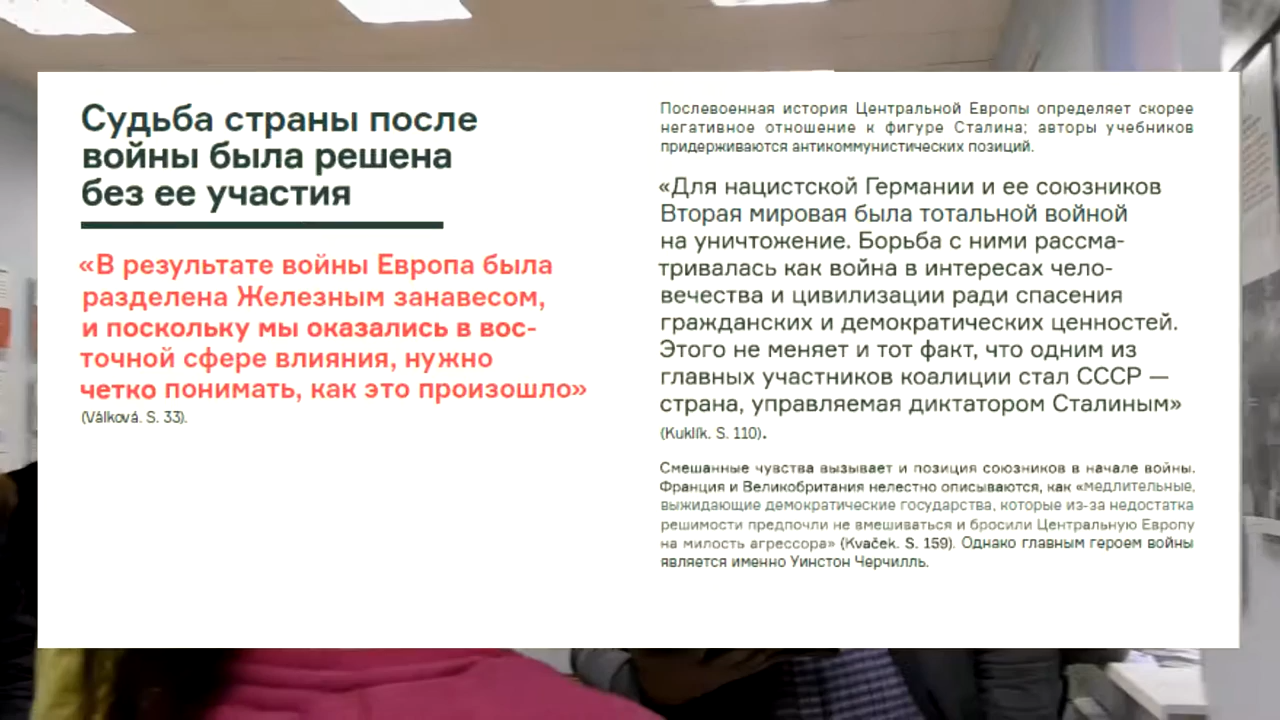 Судьба страны после
войны была решена
без ее участия
«В результате войны Европа была
разделена Железным занавесом,
и поскольку мы оказались в вос-
точной сфере влияния, нужно
четко понимать, как это произошло»
(Válková. S. 33).
Послевоенная история Центральной Европы определяет скорее
негативное отношение к фигуре Сталина; авторы учебников
придерживаются антикоммунистических позиций.
«Для нацистской Германии и ее союзников
Вторая мировая была тотальной войной
на уничтожение. Борьба с ними рассма-
тривалась как война в интересах чело-
вечества и цивилизации ради спасения
гражданских и демократических ценностей.
Этого не меняет и тот факт, что одним из
главных участников коалиции стал СССР —
страна, управляемая диктатором Сталиным»
(Kuklík. S. 110).
Смешанные чувства вызывает и позиция союзников в начале войны.
Франция и Великобритания нелестно описываются, как «медлительные,
выжидающие демократические государства, которые из-за недостатка
решимости предпочли не вмешиваться и бросили Центральную Европу
на милость агрессора» (Kvaček. S. 159). Однако главным героем войны
является именно Уинстон Черчилль.